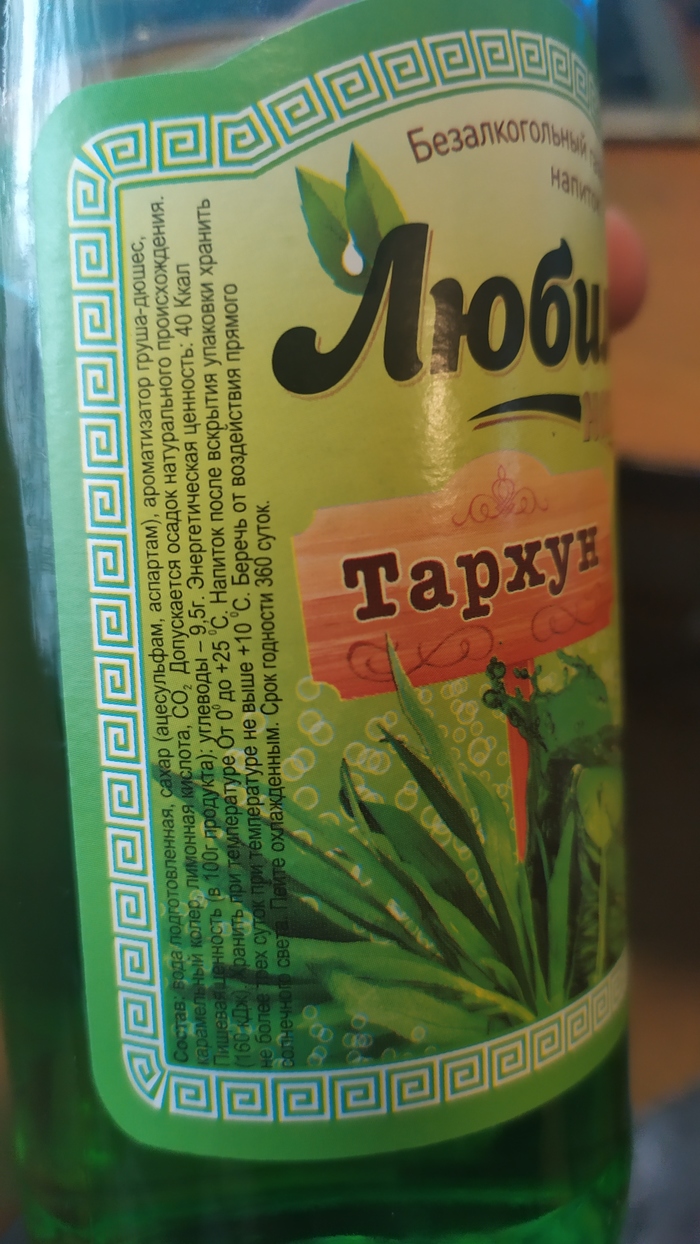 Безалкогольный
напиток
Люби
Тархун
Состав: вода подготовленная, сахар (ацесульфам, аспартам), ароматизатор груша-дюшес,
карамельный колер, лимонная кислота, CO₂. Допускается осадок натурального происхождения.
Пищевая ценность (в 100г продукта): углеводы – 9,5г. Энергетическая ценность: 40 Ккал
(160 кДж). Хранить при температуре от 0⁰ до +25 ⁰С. Напиток после вскрытия упаковки хранить
не более трех суток при температуре не выше +10 ⁰С. Беречь от воздействия прямого
солнечного света. Пейте охлажденным. Срок годности 360 суток.